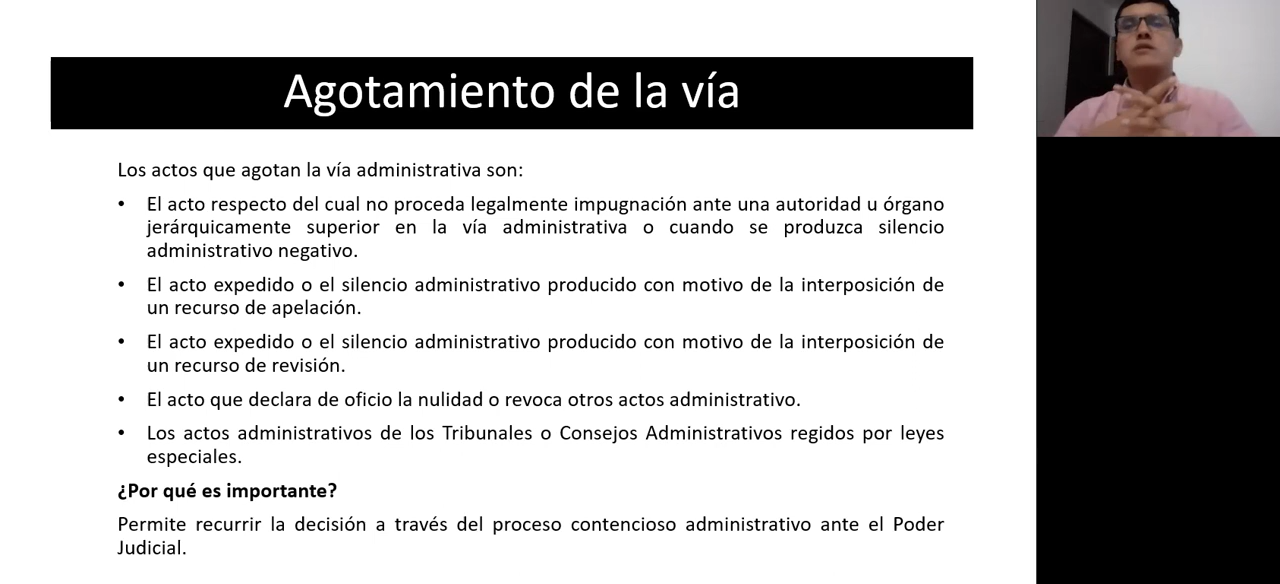 Agotamiento de la vía
Los actos que agotan la vía administrativa son:
• El acto respecto del cual no proceda legalmente impugnación ante una autoridad u órgano
jerárquicamente superior en la vía administrativa o cuando se produzca silencio
administrativo negativo.
• El acto expedido o el silencio administrativo producido con motivo de la interposición de
un recurso de apelación.
• El acto expedido o el silencio administrativo producido con motivo de la interposición de
un recurso de revisión.
• El acto que declara de oficio la nulidad o revoca otros actos administrativo.
• Los actos administrativos de los Tribunales o Consejos Administrativos regidos por leyes
especiales.
¿Por qué es importante?
Permite recurrir la decisión a través del proceso contencioso administrativo ante el Poder
Judicial.